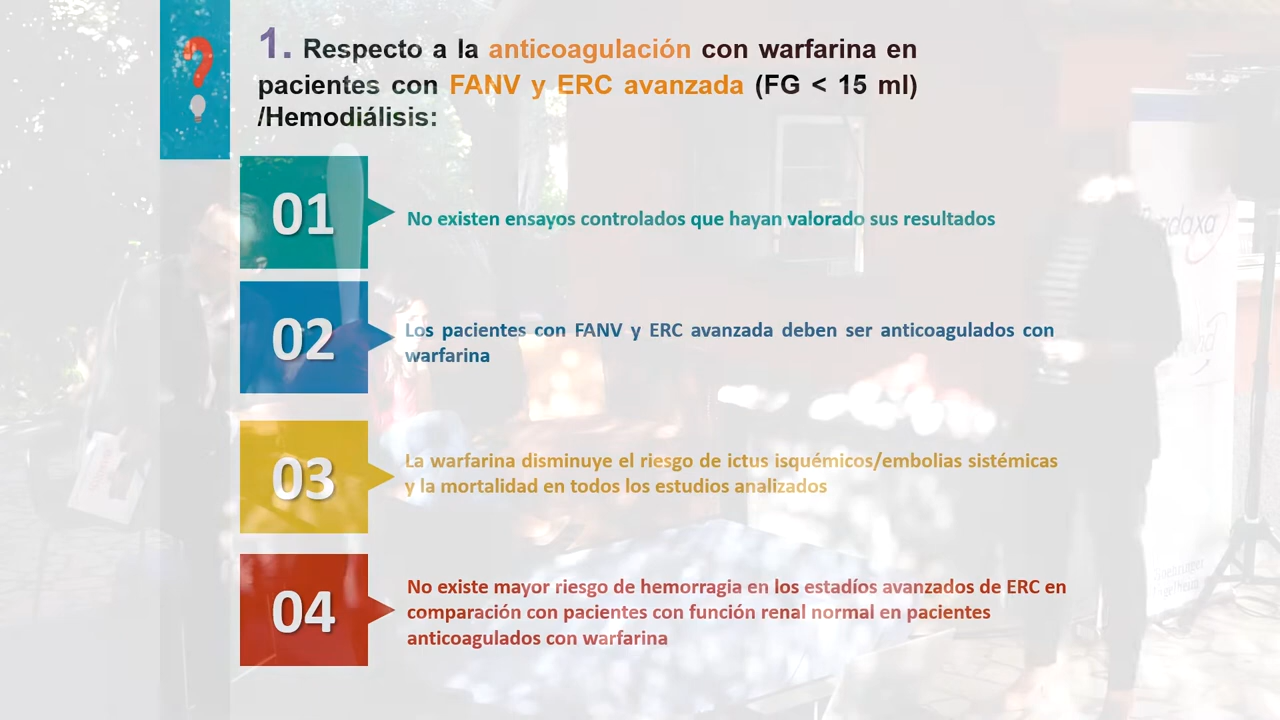 1. Respecto a la anticoagulación con warfarina en
pacientes con FANV y ERC avanzada (FG < 15 ml)
/Hemodiálisis:
01
No existen ensayos controlados que hayan valorado sus resultados
02
Los pacientes con FANV y ERC avanzada deben ser anticoagulados con
warfarina
03
La warfarina disminuye el riesgo de ictus isquémicos/embolias sistémicas
y la mortalidad en todos los estudios analizados
04
No existe mayor riesgo de hemorragia en los estadíos avanzados de ERC en
comparación con pacientes con función renal normal en pacientes
anticoagulados con warfarina